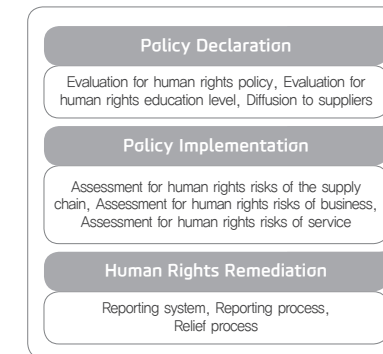 Policy Declaration
Evaluation for human rights policy, Evaluation for
human rights education level, Diffusion to suppliers
Policy Implementation
Assessment for human rights risks of the supply
chain, Assessment for human rights risks of business,
Assessment for human rights risks of service
Human Rights Remediation
Reporting system, Reporting process,
Relief process